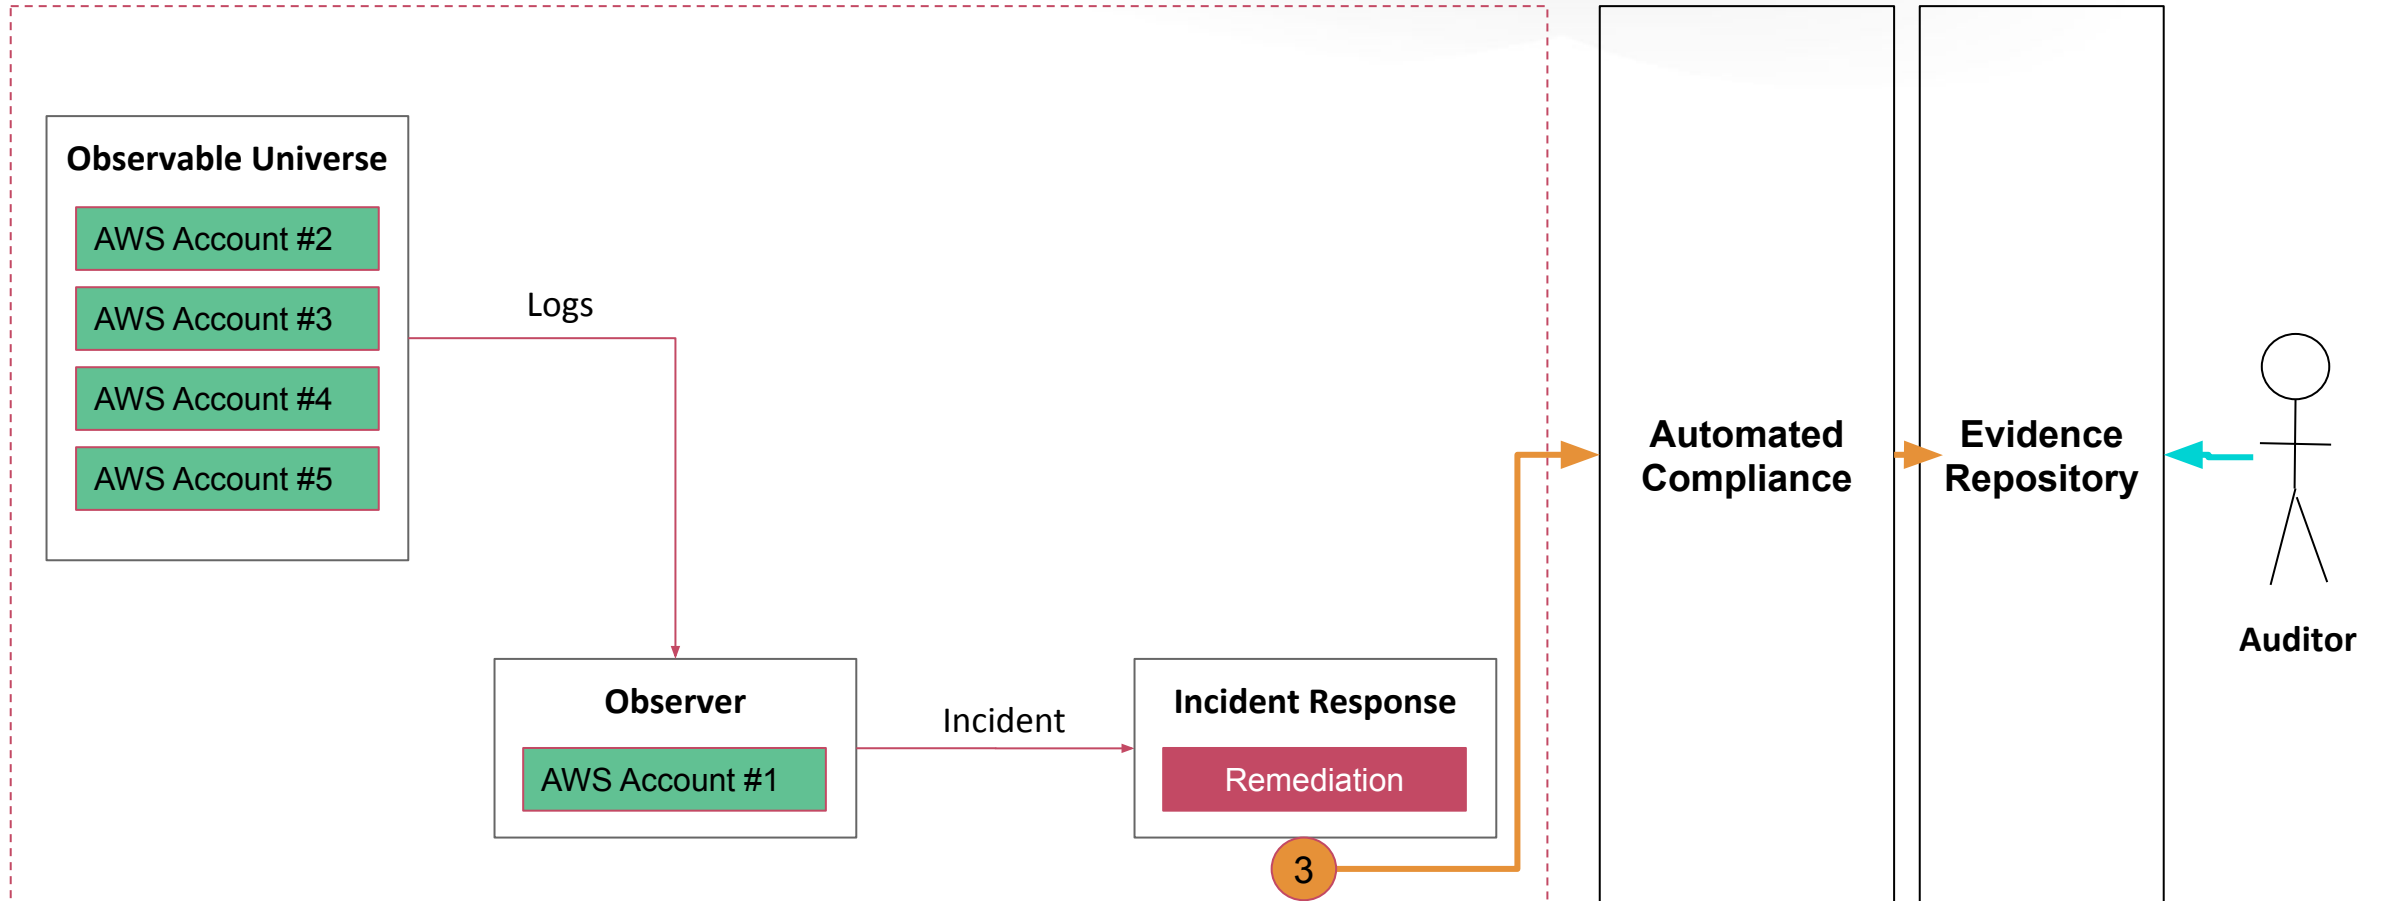 Observable Universe
AWS Account #2
AWS Account #3
AWS Account #4
AWS Account #5
Logs
Observer
AWS Account #1
Incident
Incident Response
Remediation
3
Automated
Compliance
Evidence
Repository
Auditor